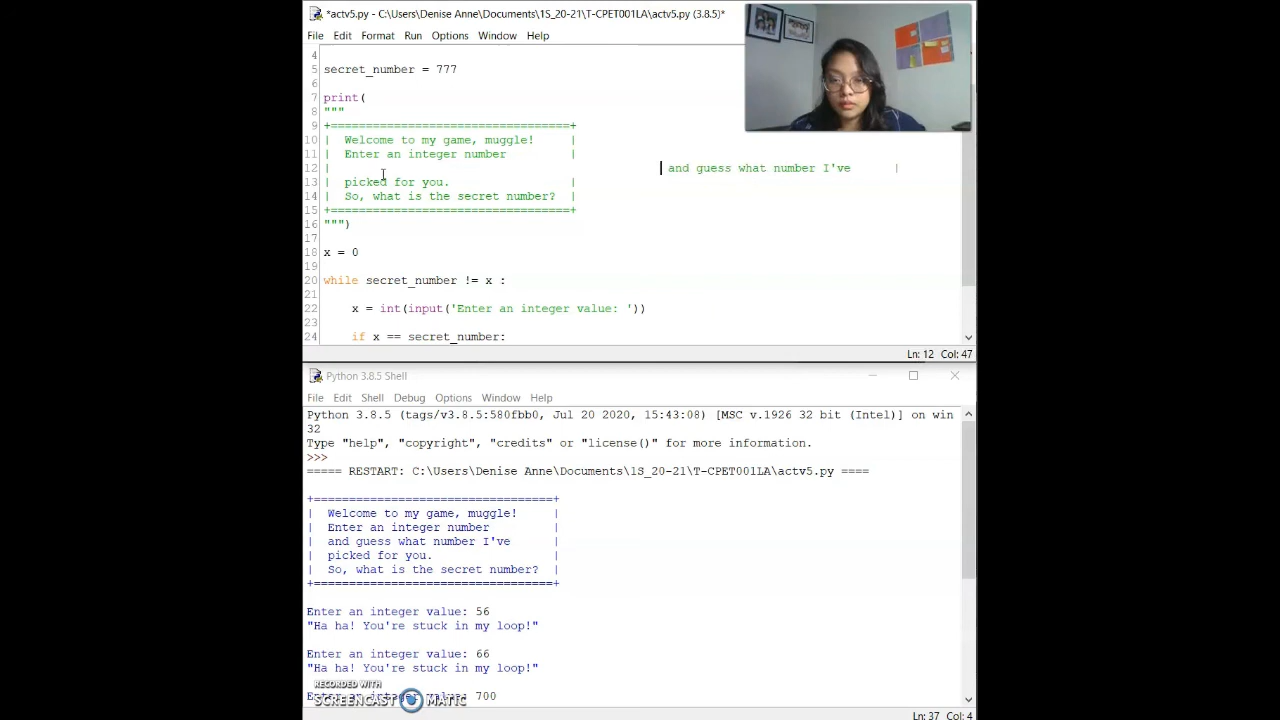 *actv5.py - C:\Users\Denise Anne\Documents\1S_20-21\T-CPET001LA\actv5.py (3.8.5)*
File Edit Format Run Options Window Help
4
5 secret_number = 777
6
7 print(
8 """
9 +==================================+
10 | Welcome to my game, muggle! |
11 | Enter an integer number |
12 | and guess what number I've |
13 | picked for you. |
14 | So, what is the secret number? |
15 +==================================+
16 """)
17
18 x = 0
19
20 while secret_number != x :
21
22 x = int(input('Enter an integer value: '))
23
24 if x == secret_number:
Ln: 12 Col: 47
Python 3.8.5 Shell
File Edit Shell Debug Options Window Help
Python 3.8.5 (tags/v3.8.5:580fbb0, Jul 20 2020, 15:43:08) [MSC v.1926 32 bit (Intel)] on win
32
Type "help", "copyright", "credits" or "license()" for more information.
>>>
===== RESTART: C:\Users\Denise Anne\Documents\1S_20-21\T-CPET001LA\actv5.py ====
+==================================+
| Welcome to my game, muggle! |
| Enter an integer number |
| and guess what number I've |
| picked for you. |
| So, what is the secret number? |
+==================================+
Enter an integer value: 56
"Ha ha! You're stuck in my loop!"
Enter an integer value: 66
"Ha ha! You're stuck in my loop!"
Enter an integer value: 700
RECORDED WITH
SCREENCAST MATIC
Ln: 37 Col: 4